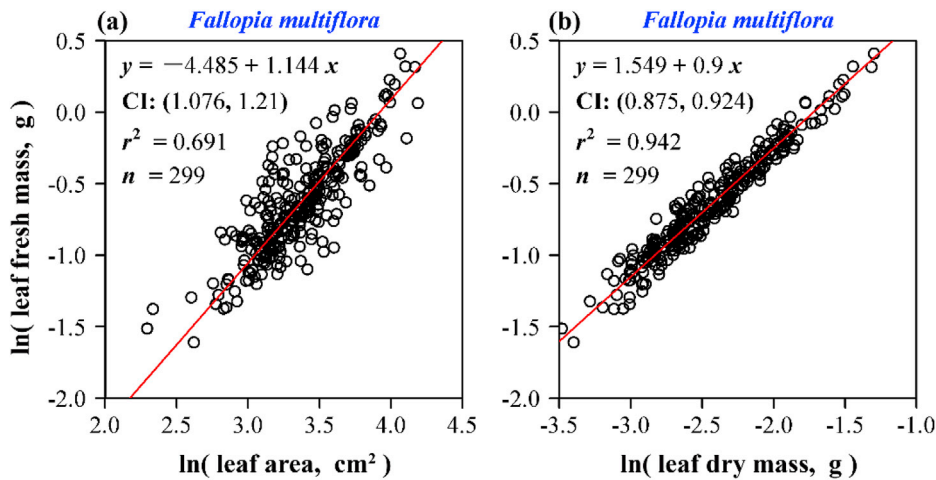 (a) Fallopia multiflora
y = −4.485 + 1.144 x
CI: (1.076, 1.21)
r² = 0.691
n = 299
0.5
0.0
-0.5
-1.0
-1.5
-2.0
ln( leaf fresh mass, g )
2.0 2.5 3.0 3.5 4.0 4.5
ln( leaf area, cm² )
(b) Fallopia multiflora
y = 1.549 + 0.9 x
CI: (0.875, 0.924)
r² = 0.942
n = 299
0.5
0.0
-0.5
-1.0
-1.5
-2.0
-3.5 -3.0 -2.5 -2.0 -1.5 -1.0
ln( leaf dry mass, g )